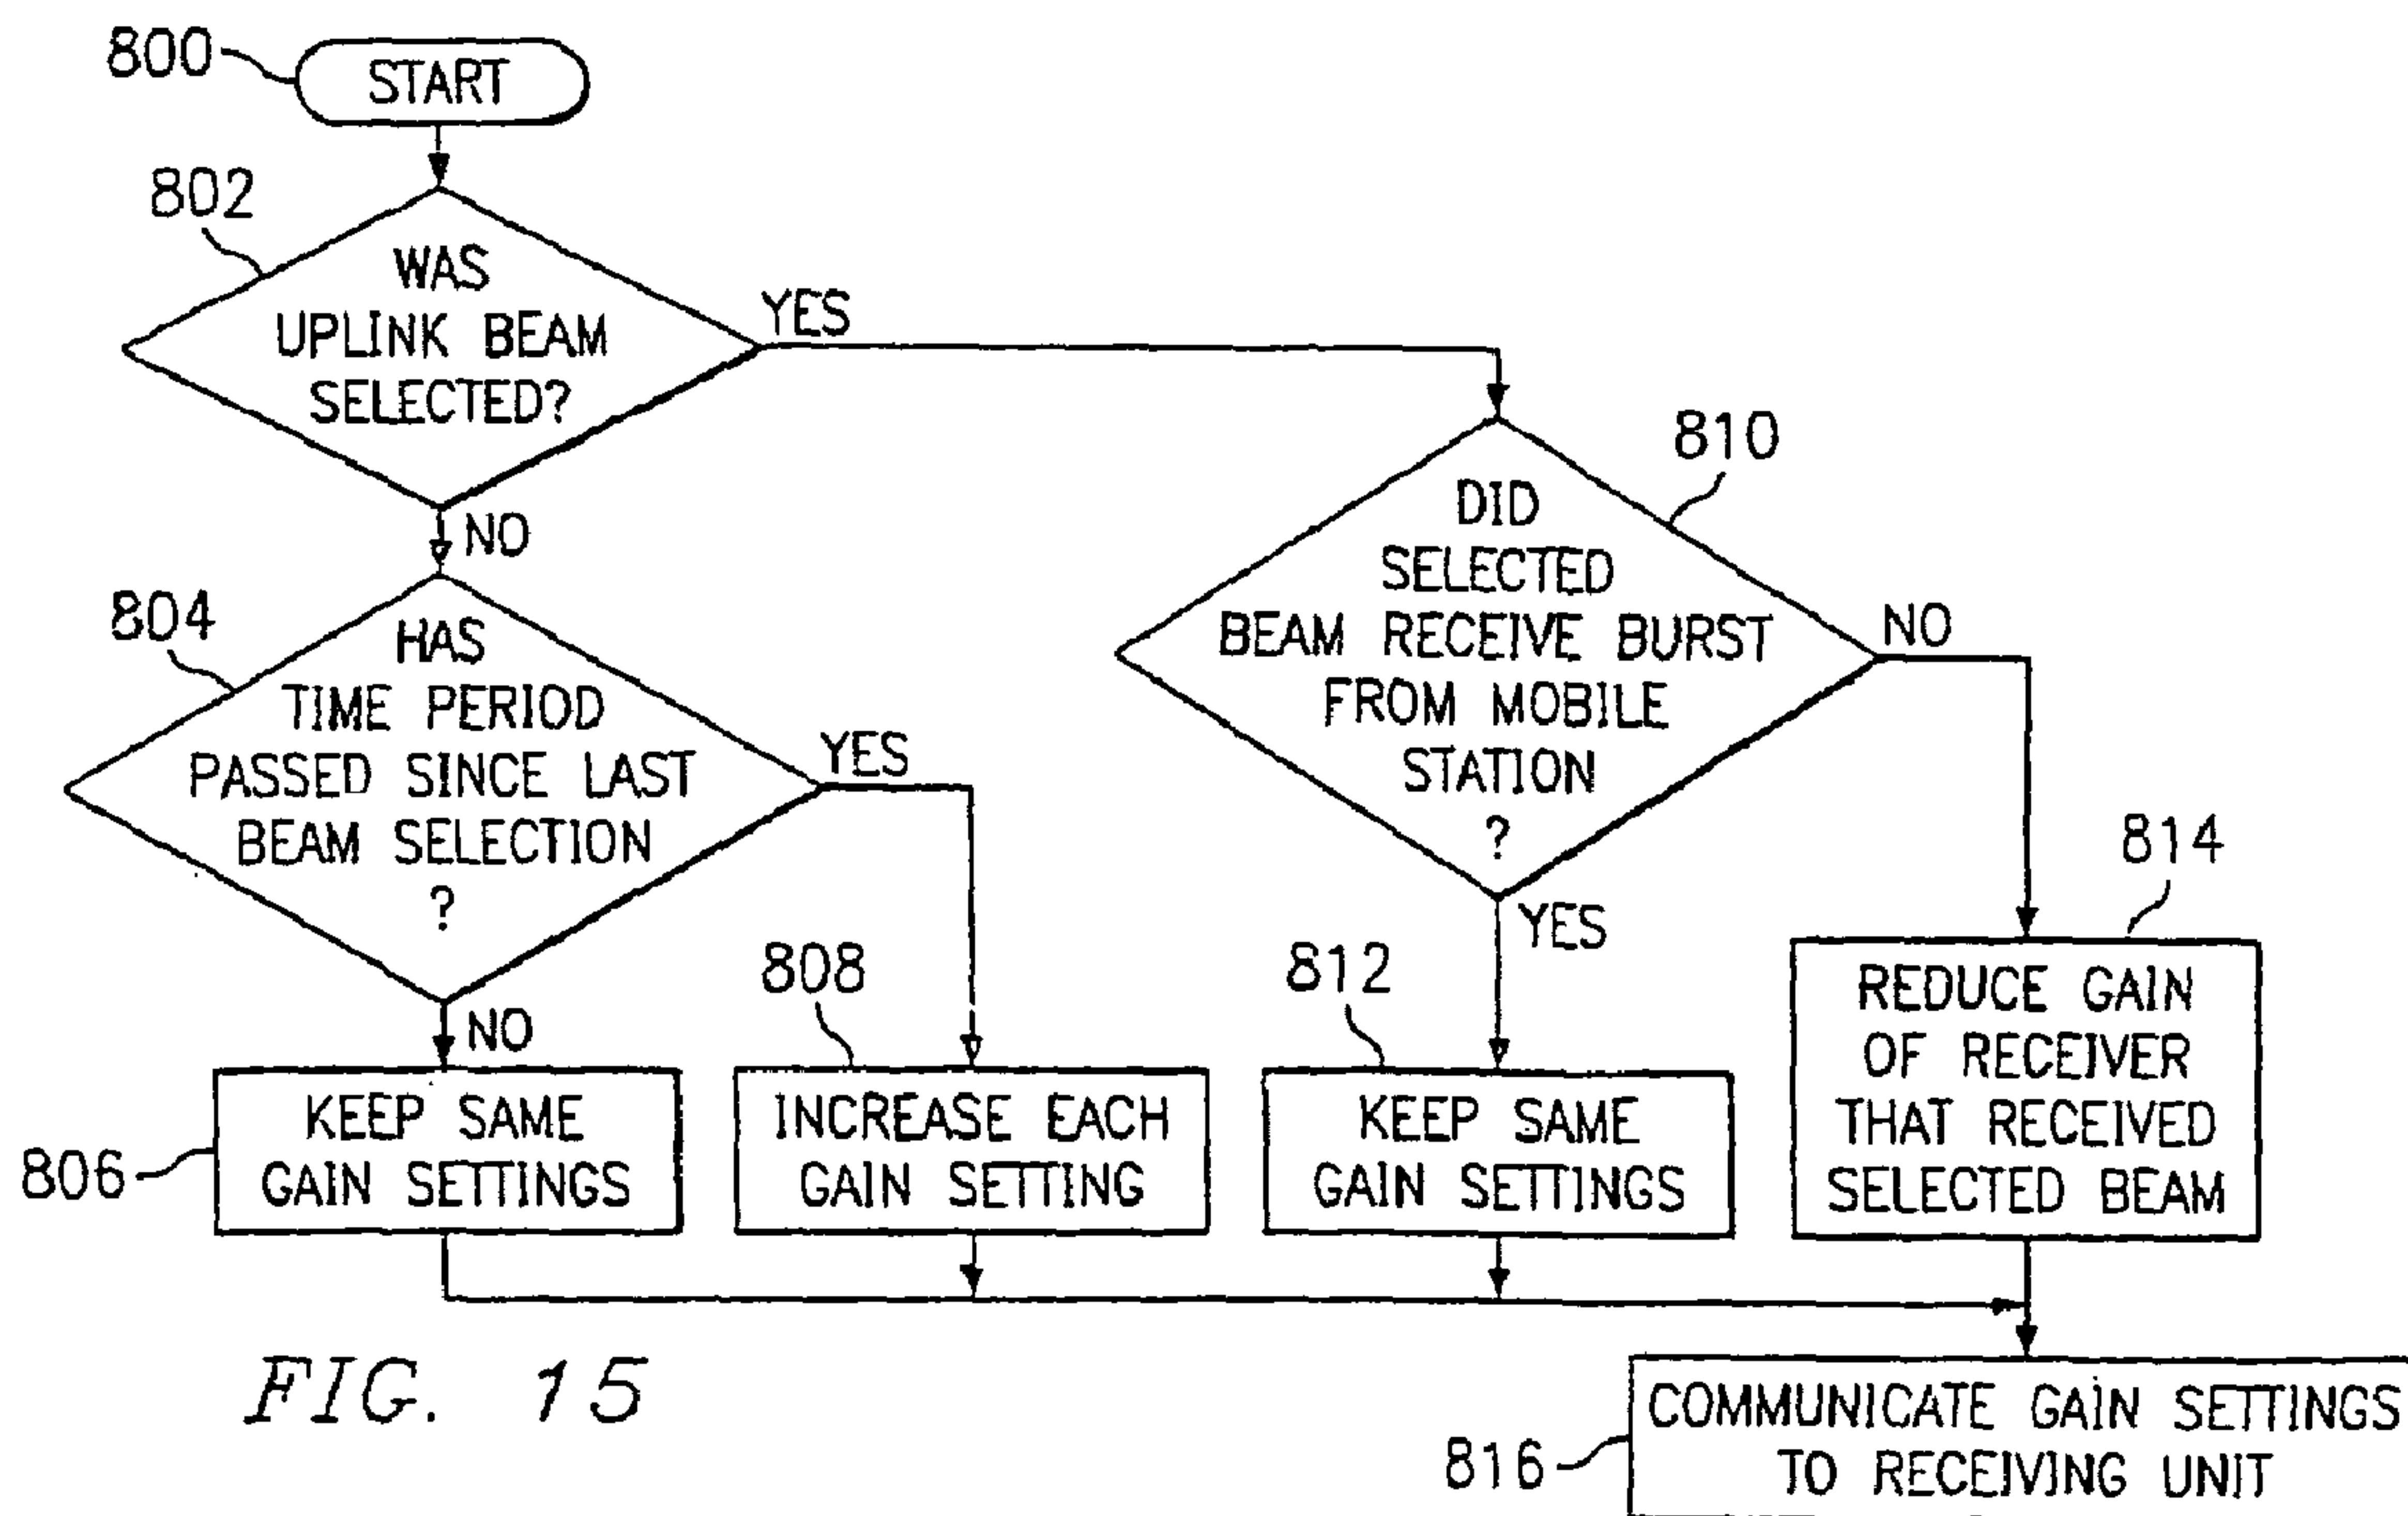 800
START
802
WAS
UPLINK BEAM
SELECTED?
YES
NO
804
HAS
TIME PERIOD
PASSED SINCE LAST
BEAM SELECTION
?
YES
NO
810
DID
SELECTED
BEAM RECEIVE BURST
FROM MOBILE
STATION
?
NO
YES
806
KEEP SAME
GAIN SETTINGS
808
INCREASE EACH
GAIN SETTING
812
KEEP SAME
GAIN SETTINGS
814
REDUCE GAIN
OF RECEIVER
THAT RECEIVED
SELECTED BEAM
816
COMMUNICATE GAIN SETTINGS
TO RECEIVING UNIT
FIG. 15